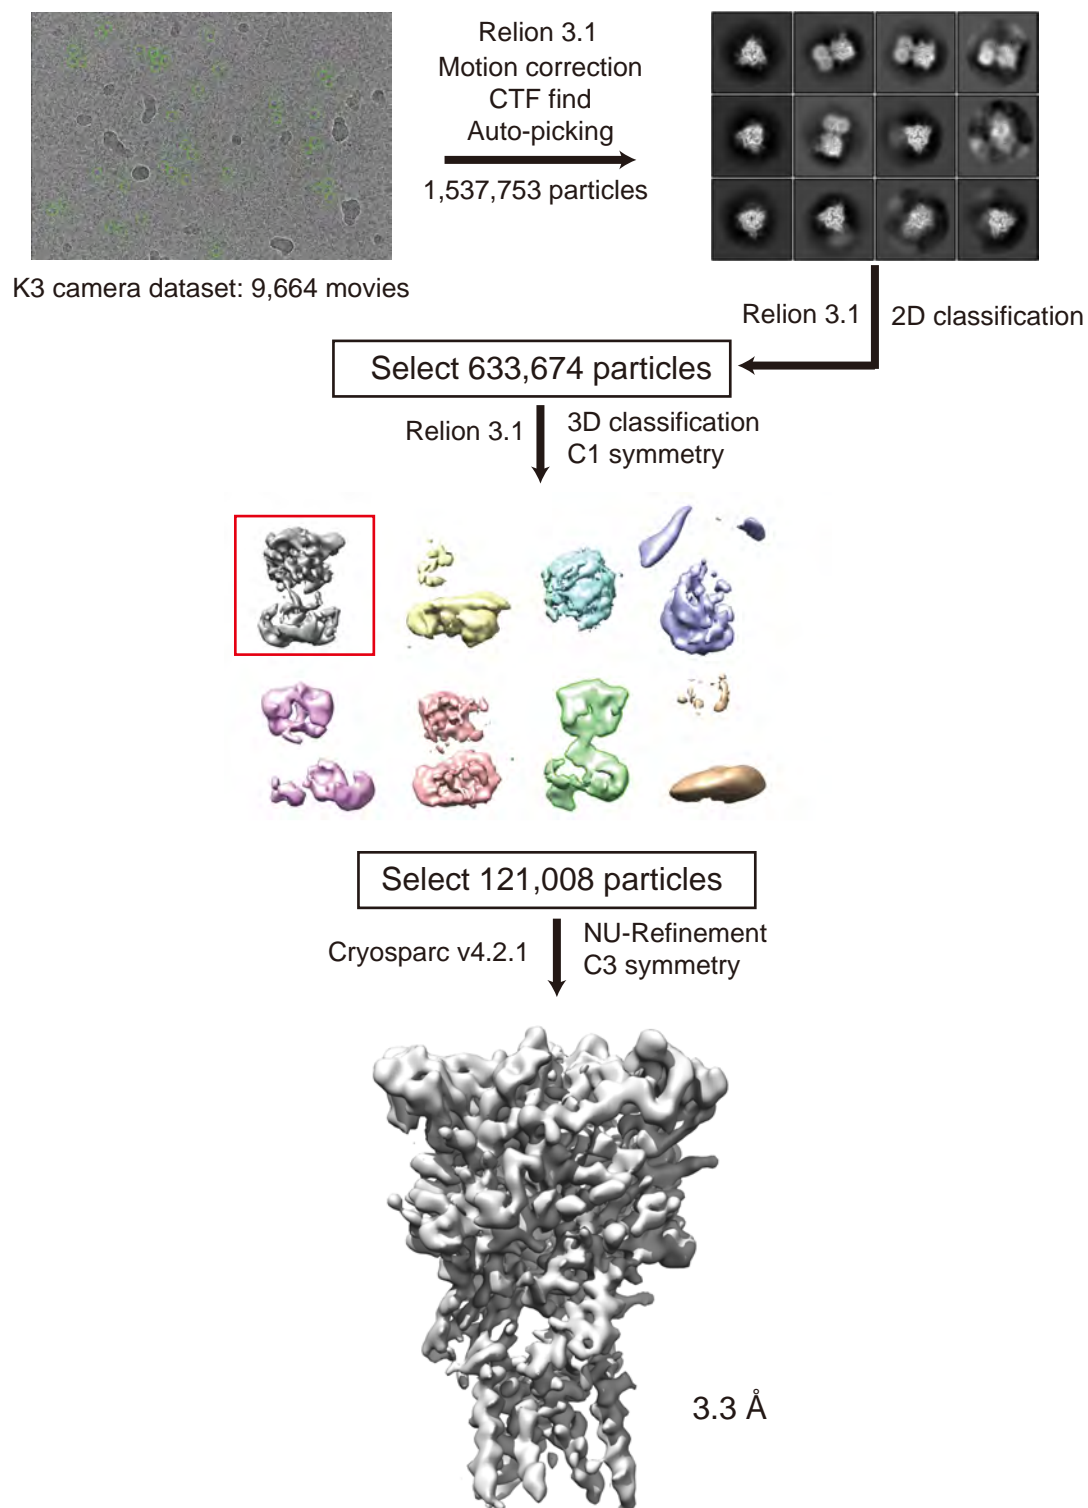 Relion 3.1
Motion correction
CTF find
Auto-picking
1,537,753 particles
K3 camera dataset: 9,664 movies
Relion 3.1
2D classification
Select 633,674 particles
Relion 3.1
3D classification
C1 symmetry
Select 121,008 particles
Cryosparc v4.2.1
NU-Refinement
C3 symmetry
3.3 Å